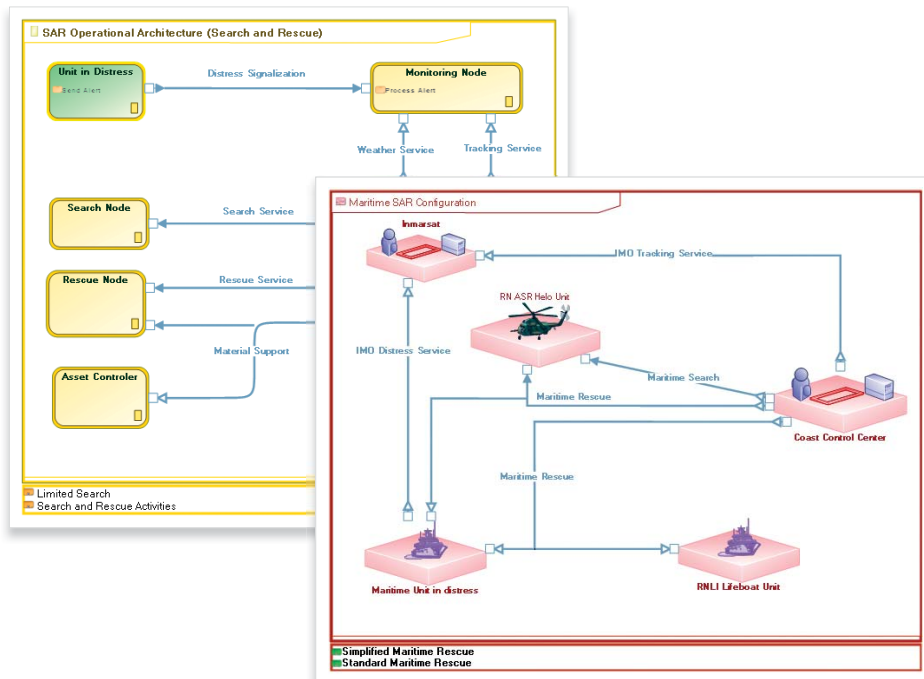 SAR Operational Architecture (Search and Rescue)
Unit in Distress
Send Alert
Distress Signalization
Monitoring Node
Process Alert
Weather Service
Tracking Service
Search Node
Search Service
Rescue Node
Rescue Service
Material Support
Asset Controler
Limited Search
Search and Rescue Activities
Maritime SAR Configuration
Inmarsat
IMO Tracking Service
RN ASR Helo Unit
IMO Distress Service
Maritime Search
Maritime Rescue
Coast Control Center
Maritime Rescue
Maritime Unit in distress
RNLI Lifeboat Unit
Simplified Maritime Rescue
Standard Maritime Rescue